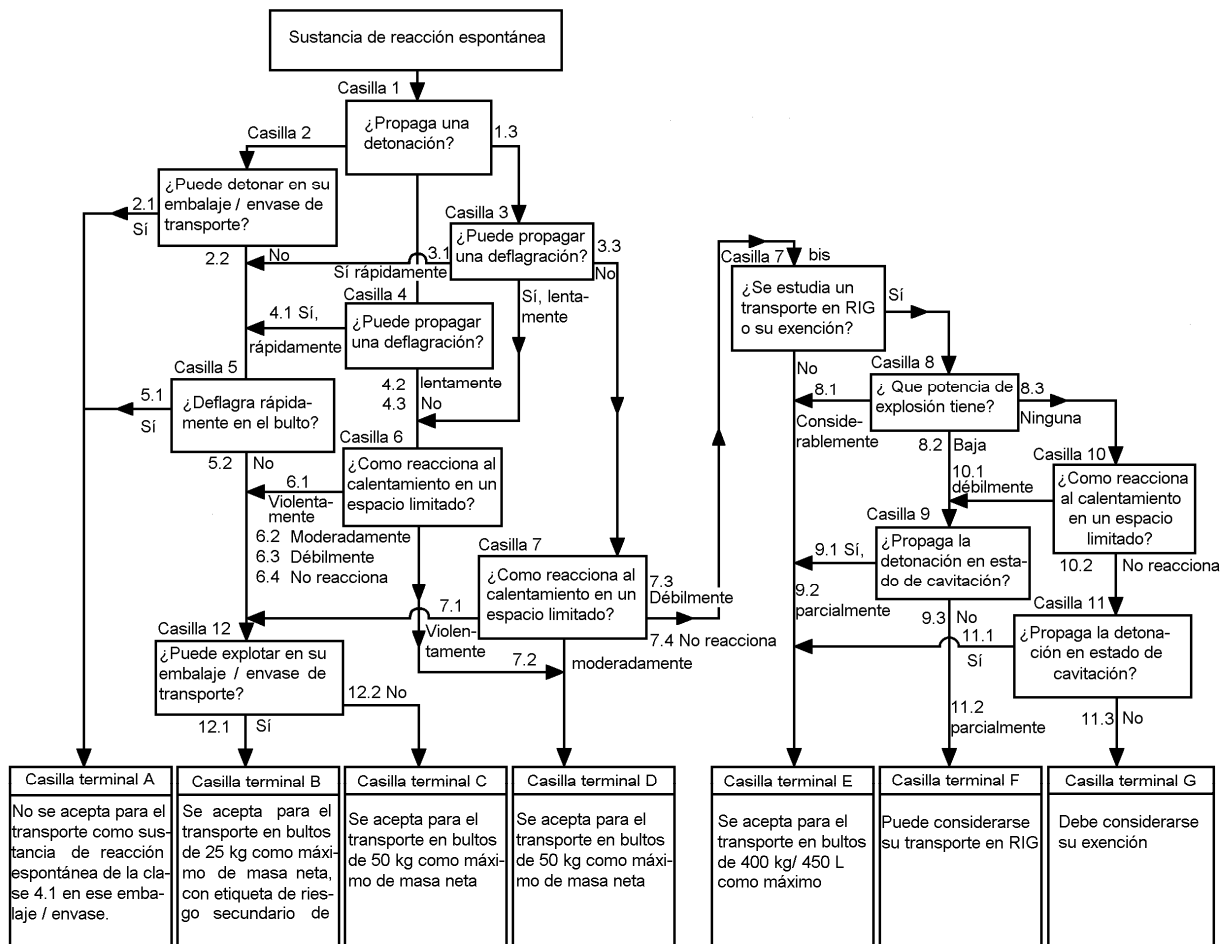 Sustancia de reacción espontánea
Casilla 1
¿Propaga una
detonación?
1.3
Casilla 2
¿Puede detonar en su
embalaje / envase de
transporte?
2.1
Sí
2.2
No
Casilla 3
¿Puede propagar
una deflagración?
3.1
Sí rápidamente
3.3
No
Sí, lenta-
mente
Casilla 4
¿Puede propagar
una deflagración?
4.1 Sí,
rápidamente
4.2
lentamente
4.3
No
Casilla 5
¿Deflagra rápida-
mente en el bulto?
5.1
Sí
5.2
No
Casilla 6
¿Como reacciona al
calentamiento en un
espacio limitado?
6.1
Violenta-
mente
6.2 Moderadamente
6.3 Débilmente
6.4 No reacciona
Casilla 7
¿Como reacciona al
calentamiento en un
espacio limitado?
7.1
Violen-
tamente
7.2
moderadamente
7.3
Débilmente
7.4 No reacciona
Casilla 7 bis
¿Se estudia un
transporte en RIG
o su exención?
Sí
No
Casilla 8
¿ Que potencia de
explosión tiene?
8.1
Conside-
rablemente
8.2
Baja
8.3
Ninguna
Casilla 9
¿Propaga la
detonación en esta-
do de cavitación?
9.1 Sí,
9.2
parcialmente
9.3
No
Casilla 10
¿Como reacciona
al calentamiento
en un espacio
limitado?
10.1
débilmente
10.2
No reacciona
Casilla 11
¿Propaga la detona-
ción en estado de
cavitación?
11.1
Sí
11.2
parcialmente
11.3
No
Casilla 12
¿Puede explotar en su
embalaje / envase de
transporte?
12.1
Sí
12.2 No
Casilla terminal A
No se acepta para el
transporte como sus-
tancia de reacción
espontánea de la cla-
se 4.1 en ese emba-
laje / envase.
Casilla terminal B
Se acepta para el
transporte en bultos
de 25 kg como máxi-
mo de masa neta,
con etiqueta de ries-
go secundario de
Casilla terminal C
Se acepta para el
transporte en bultos
de 50 kg como máxi-
mo de masa neta
Casilla terminal D
Se acepta para el
transporte en bultos
de 50 kg como máxi-
mo de masa neta
Casilla terminal E
Se acepta para el
transporte en bultos
de 400 kg/ 450 L
como máximo
Casilla terminal F
Puede considerarse
su transporte en RIG
Casilla terminal G
Debe considerarse
su exención